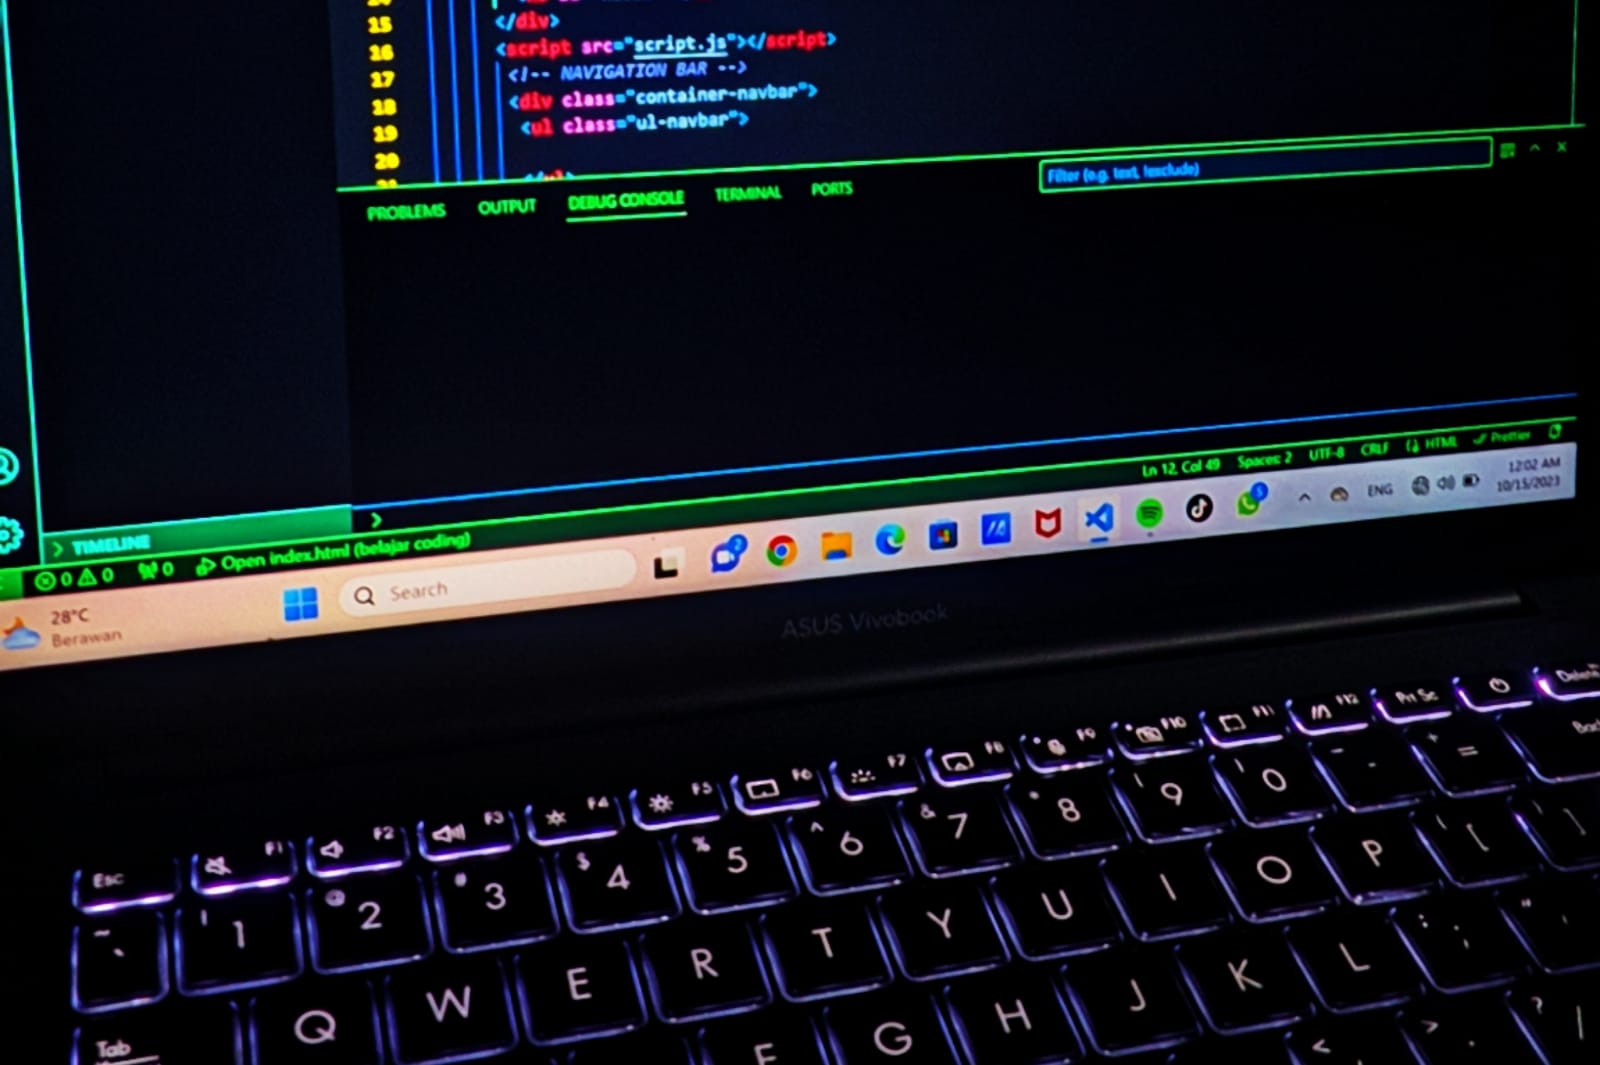 15 </div>
16 <script src="script.js"></script>
17 <!-- NAVIGATION BAR -->
18 <div class="container-navbar">
19 <ul class="ul-navbar">
20
PROBLEMS OUTPUT DEBUG CONSOLE TERMINAL PORTS Filter (e.g. text, !exclude)
Ln 12, Col 49 Spaces: 2 UTF-8 CRLF HTML Prettier
> TIMELINE
0 0 0 Open index.html (belajar coding)
28°C
Berawan
Search
2
5
ENG
12:02 AM
10/15/2023
ASUS Vivobook
Esc F1 F2 F3 F4 F5 F6 F7 F8 F9 F10 F11 F12 Prt Sc Delete
~ ` ! 1 @ 2 # 3 $ 4 % 5 ^ 6 & 7 * 8 9 0 - + =
Tab Q W E R T Y U I O P [ ]
F G H J K L : ; "
< > ? /